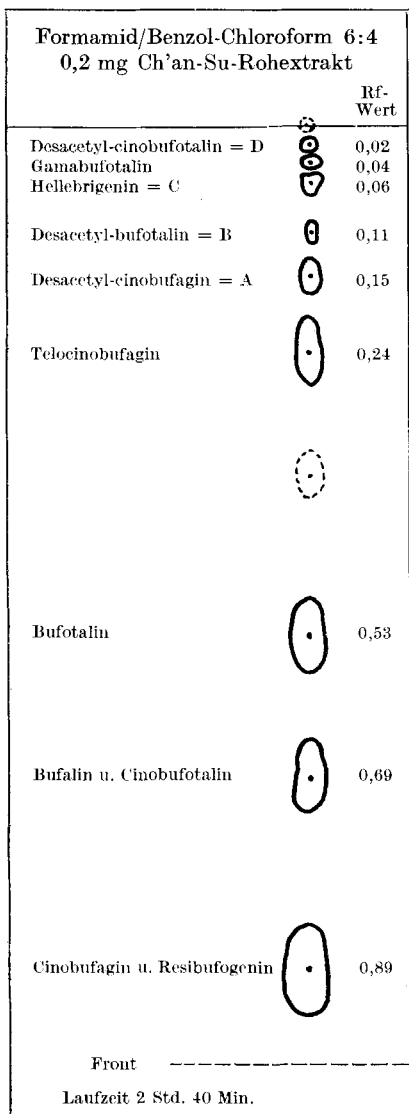 Formamid/Benzol-Chloroform 6:4
0,2 mg Ch'an-Su-Rohextrakt
Rf-
Wert
Desacetyl-cinobufotalin = D 0,02
Gamabufotalin 0,04
Hellebrigenin = C 0,06
Desacetyl-bufotalin = B 0,11
Desacetyl-cinobufagin = A 0,15
Telocinobufagin 0,24
Bufotalin 0,53
Bufalin u. Cinobufotalin 0,69
Cinobufagin u. Resibufogenin 0,89
Front
Laufzeit 2 Std. 40 Min.